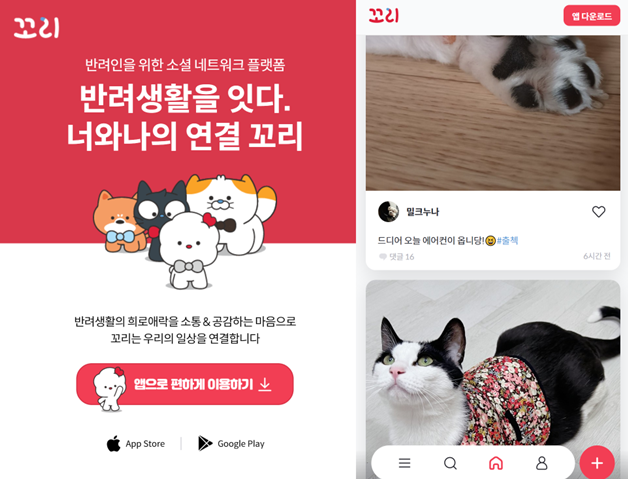 꼬리
반려인을 위한 소셜 네트워크 플랫폼
반려생활을 잇다.
너와나의 연결 꼬리
반려생활의 희로애락을 소통 & 공감하는 마음으로
꼬리는 우리의 일상을 연결합니다
앱으로 편하게 이용하기
App Store
Google Play
꼬리
앱 다운로드
밀크누나
드디어 오늘 에어컨이 옵니당!😄#출첵
댓글 16
6시간 전